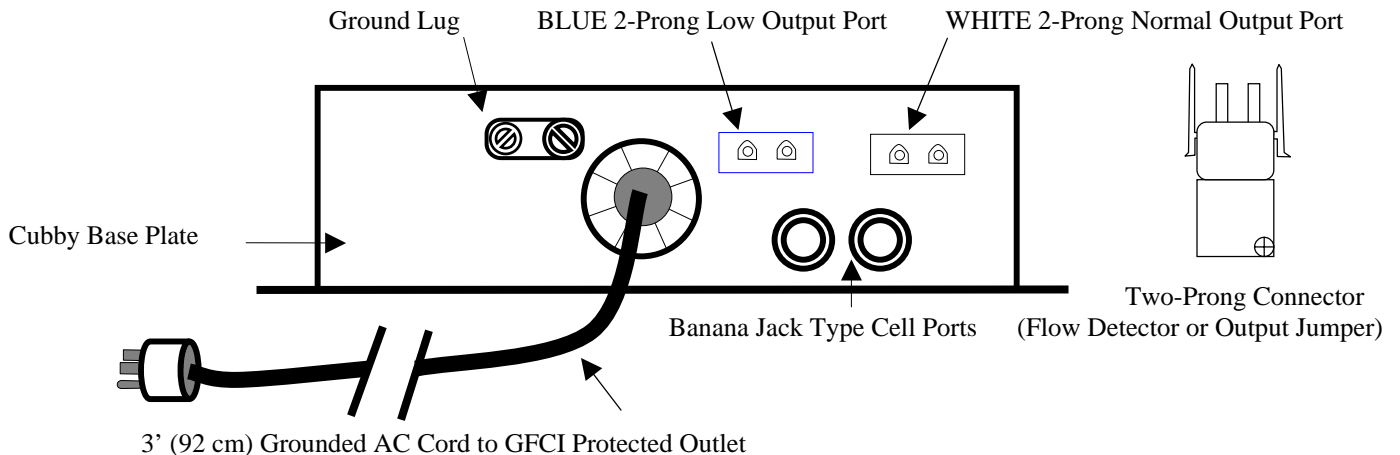 Ground Lug
BLUE 2-Prong Low Output Port
WHITE 2-Prong Normal Output Port
Cubby Base Plate
Two-Prong Connector
(Flow Detector or Output Jumper)
Banana Jack Type Cell Ports
3’ (92 cm) Grounded AC Cord to GFCI Protected Outlet